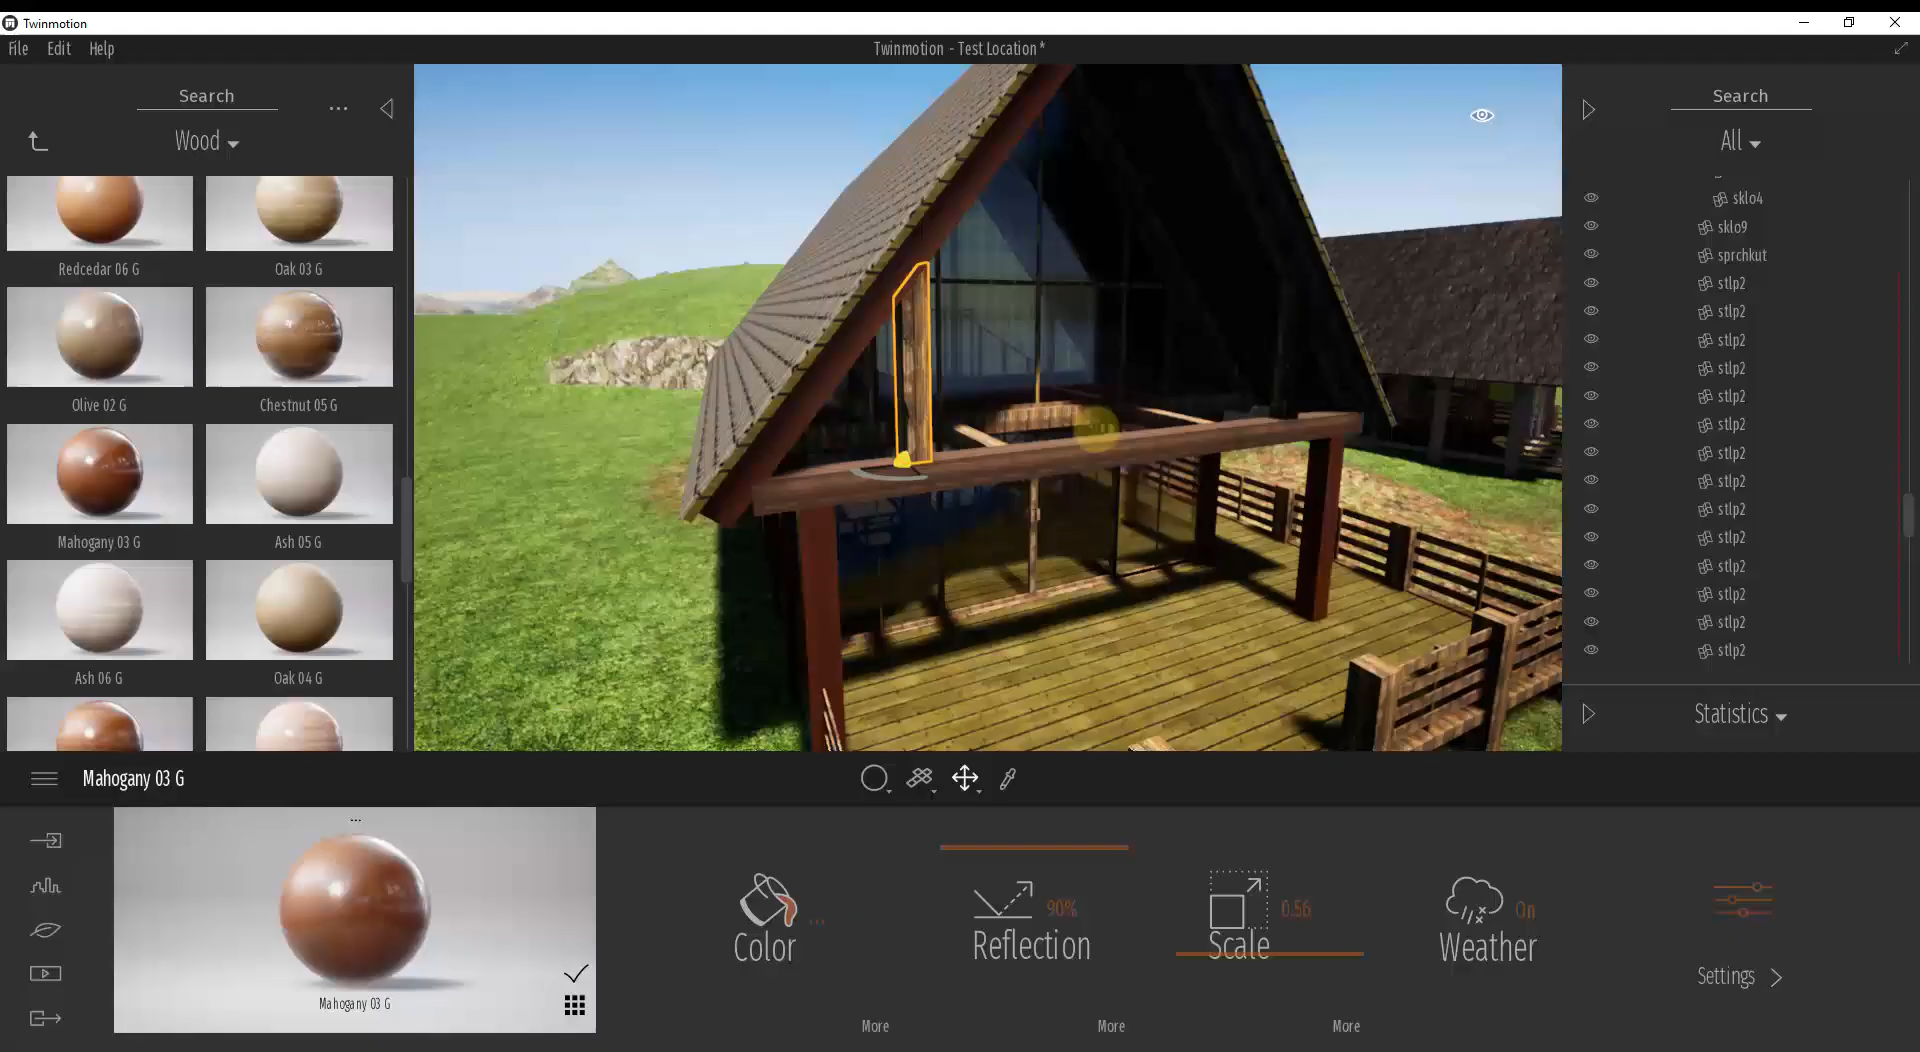 Twinmotion
File Edit Help
Twinmotion - Test Location*
Search
...
Wood
Redcedar 06 G
Oak 03 G
Olive 02 G
Chestnut 05 G
Mahogany 03 G
Ash 05 G
Ash 06 G
Oak 04 G
Search
All
sklo4
sklo9
sprchkut
stlp2
stlp2
stlp2
stlp2
stlp2
stlp2
stlp2
stlp2
stlp2
stlp2
stlp2
stlp2
stlp2
stlp2
Statistics
Mahogany 03 G
...
Mahogany 03 G
Color ...
More
Reflection 90%
More
Scale 0.56
More
Weather On
Settings